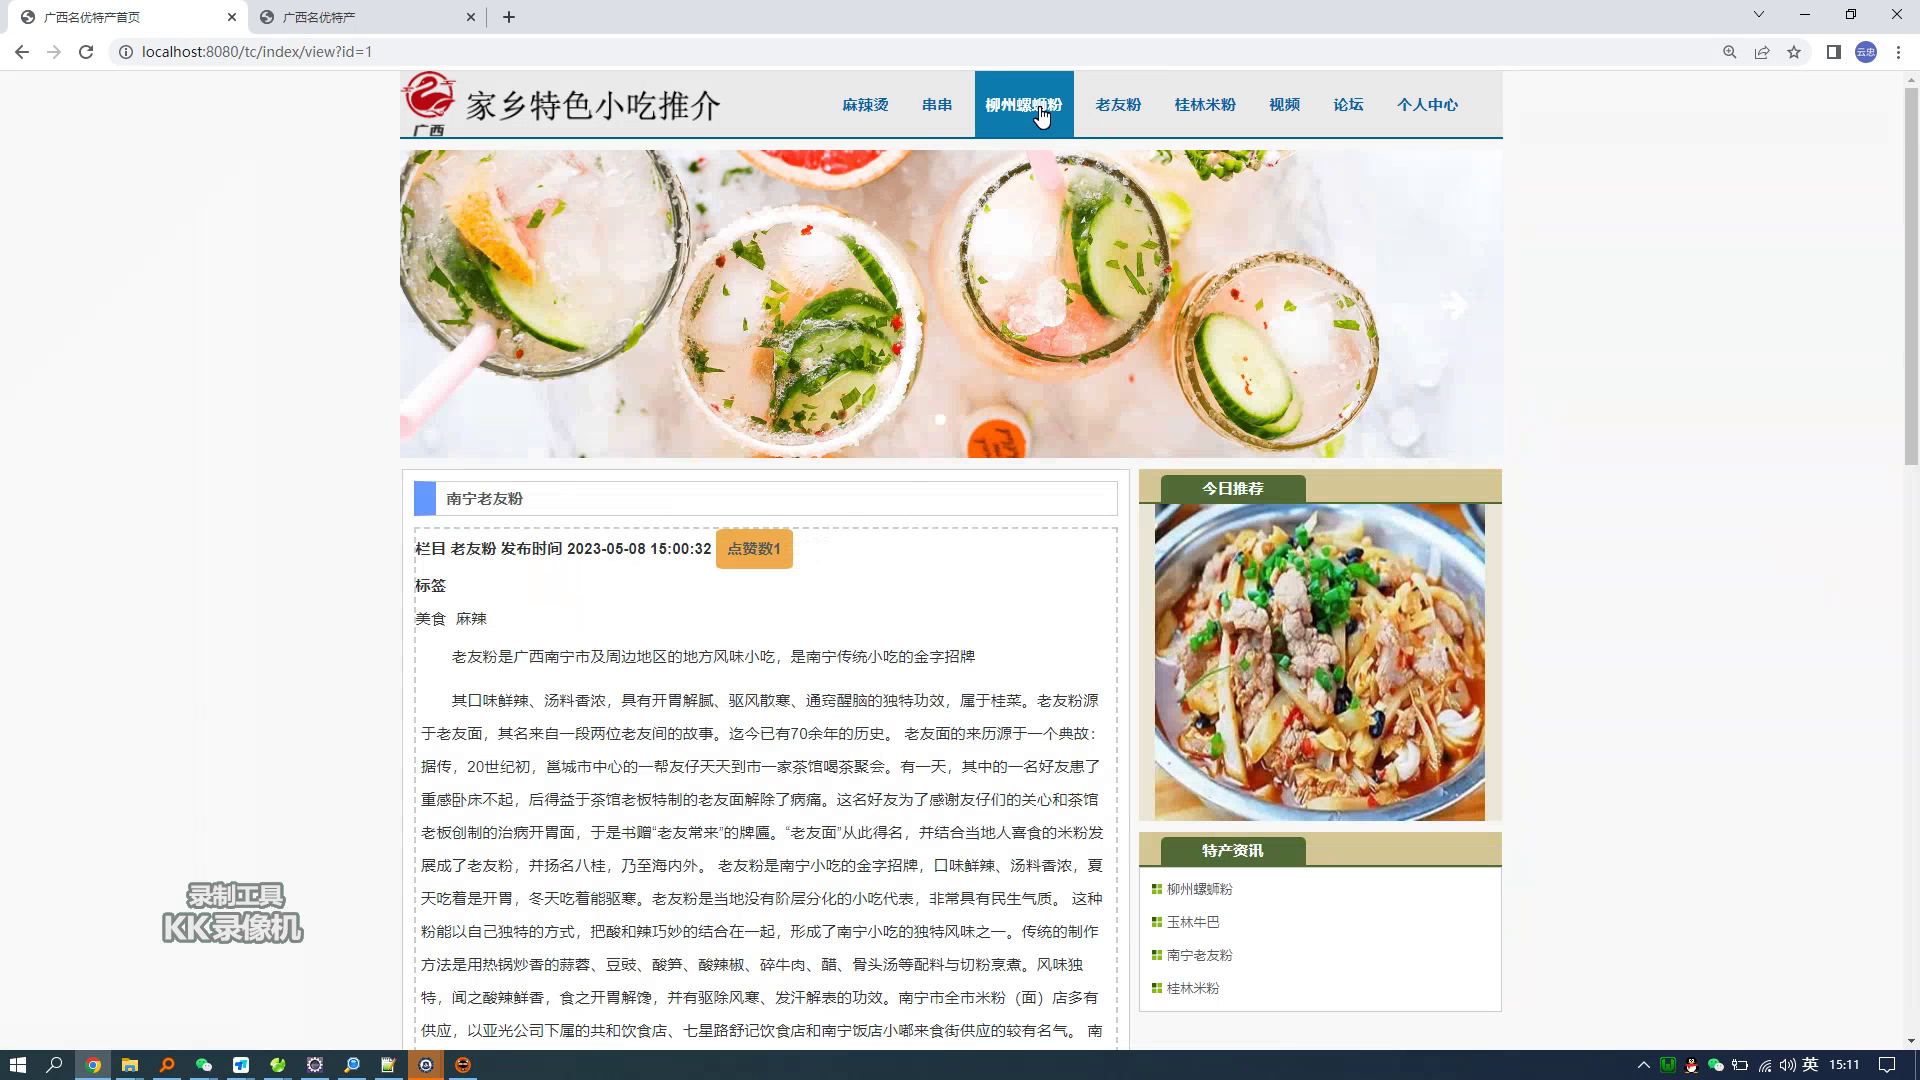 广西名优特产首页
广西名优特产
localhost:8080/tc/index/view?id=1
云忠
广西
家乡特色小吃推介
麻辣烫
串串
柳州螺蛳粉
老友粉
桂林米粉
视频
论坛
个人中心
南宁老友粉
栏目 老友粉 发布时间 2023-05-08 15:00:32 点赞数1
标签
美食 麻辣
老友粉是广西南宁市及周边地区的地方风味小吃，是南宁传统小吃的金字招牌
其口味鲜辣、汤料香浓，具有开胃解腻、驱风散寒、通窍醒脑的独特功效，属于桂菜。老友粉源
于老友面，其名来自一段两位老友间的故事。迄今已有70余年的历史。 老友面的来历源于一个典故：
据传，20世纪初，邕城市中心的一帮友仔天天到市一家茶馆喝茶聚会。有一天，其中的一名好友患了
重感卧床不起，后得益于茶馆老板特制的老友面解除了病痛。这名好友为了感谢友仔们的关心和茶馆
老板创制的治病开胃面，于是书赠“老友常来”的牌匾。“老友面”从此得名，并结合当地人喜食的米粉发
展成了老友粉，并扬名八桂，乃至海内外。 老友粉是南宁小吃的金字招牌，口味鲜辣、汤料香浓，夏
天吃着是开胃，冬天吃着能驱寒。老友粉是当地没有阶层分化的小吃代表，非常具有民生气质。 这种
粉能以自己独特的方式，把酸和辣巧妙的结合在一起，形成了南宁小吃的独特风味之一。传统的制作
方法是用热锅炒香的蒜蓉、豆豉、酸笋、酸辣椒、碎牛肉、醋、骨头汤等配料与切粉烹煮。风味独
特，闻之酸辣鲜香，食之开胃解馋，并有驱除风寒、发汗解表的功效。南宁市全市米粉（面）店多有
供应，以亚光公司下属的共和饮食店、七星路舒记饮食店和南宁饭店小嘟来食街供应的较有名气。 南
今日推荐
特产资讯
柳州螺蛳粉
玉林牛巴
南宁老友粉
桂林米粉
录制工具
KK录像机
英
15:11